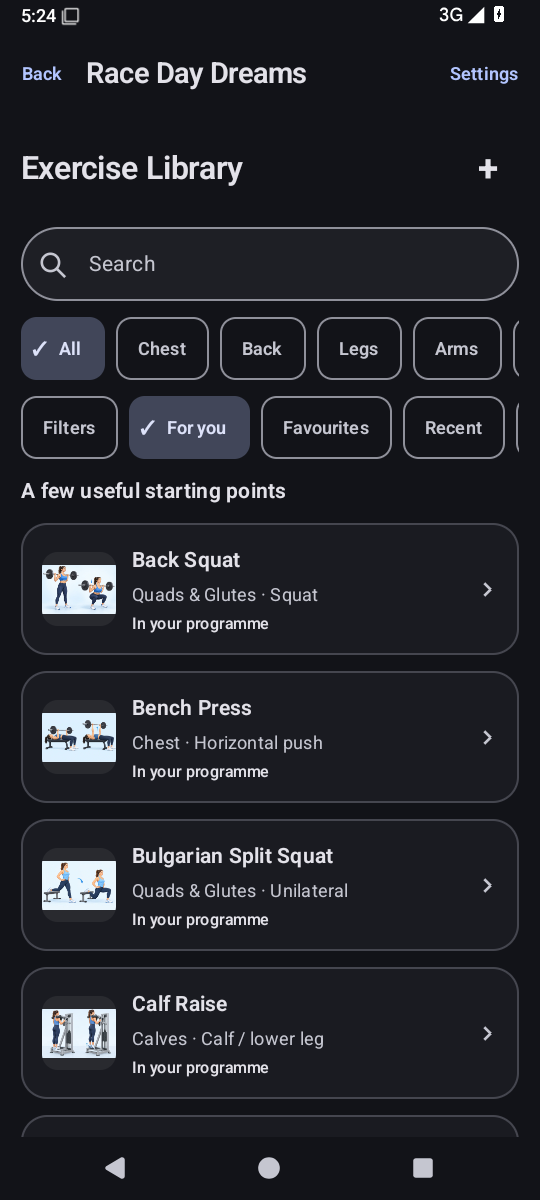 5:24 3G
Back Race Day Dreams Settings
Exercise Library +
Search
✓ All Chest Back Legs Arms
Filters ✓ For you Favourites Recent
A few useful starting points
Back Squat
Quads & Glutes · Squat
In your programme
Bench Press
Chest · Horizontal push
In your programme
Bulgarian Split Squat
Quads & Glutes · Unilateral
In your programme
Calf Raise
Calves · Calf / lower leg
In your programme